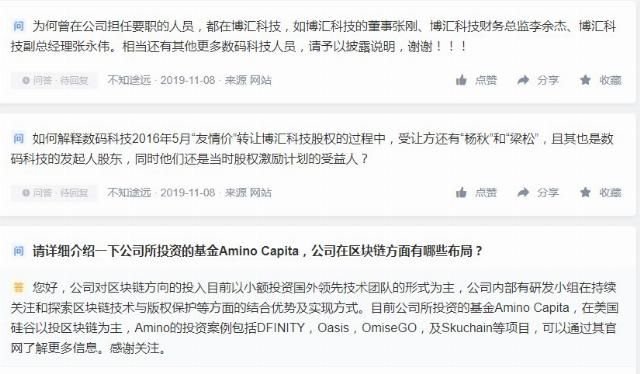 问 为何曾在公司担任要职的人员，都在博汇科技，如博汇科技的董事张刚、博汇科技财务总监李余杰、博汇科
技副总经理张永伟。相当还有其他更多数码科技人员，请予以披露说明，谢谢！！！
问答 · 待回复 不知途远 · 2019-11-08 · 来源 网站 点赞 分享 收藏
问 如何解释数码科技2016年5月“友情价”转让博汇科技股权的过程中，受让方还有“杨秋”和“梁松”，且其也是数
码科技的发起人股东，同时他们还是当时股权激励计划的受益人？
问答 · 待回复 不知途远 · 2019-11-08 · 来源 网站 点赞 分享 收藏
问 请详细介绍一下公司所投资的基金Amino Capita，公司在区块链方面有哪些布局？
答 您好，公司对区块链方向的投入目前以小额投资国外领先技术团队的形式为主，公司内部有研发小组在持续
关注和探索区块链技术与版权保护等方面的结合优势及实现方式。目前公司所投资的基金Amino Capita，在美国
硅谷以投区块链为主，Amino的投资案例包括DFINITY，Oasis，OmiseGO，及Skuchain等项目，可以通过其官
网了解更多信息。感谢关注。